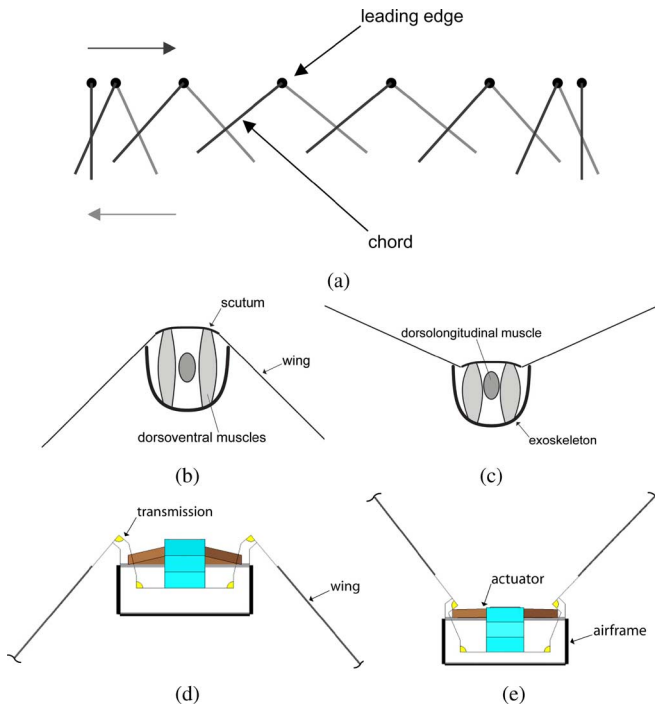 leading edge
chord
(a)
scutum
wing
dorsoventral muscles
(b)
dorsolongitudinal muscle
exoskeleton
(c)
transmission
wing
(d)
actuator
airframe
(e)